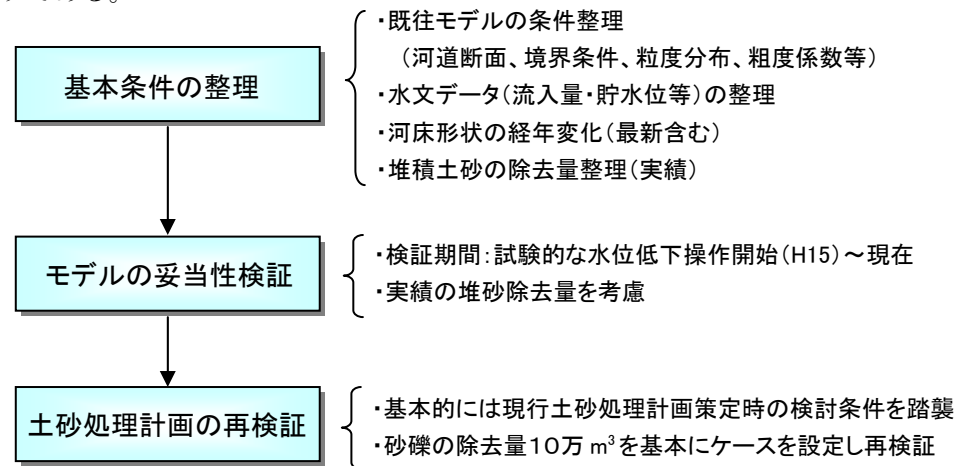 基本条件の整理
・既往モデルの条件整理
（河道断面、境界条件、粒度分布、粗度係数等）
・水文データ（流入量・貯水位等）の整理
・河床形状の経年変化（最新含む）
・堆積土砂の除去量整理（実績）
モデルの妥当性検証
・検証期間：試験的な水位低下操作開始（H15）～現在
・実績の堆砂除去量を考慮
土砂処理計画の再検証
・基本的には現行土砂処理計画策定時の検討条件を踏襲
・砂礫の除去量１０万 m³を基本にケースを設定し再検証